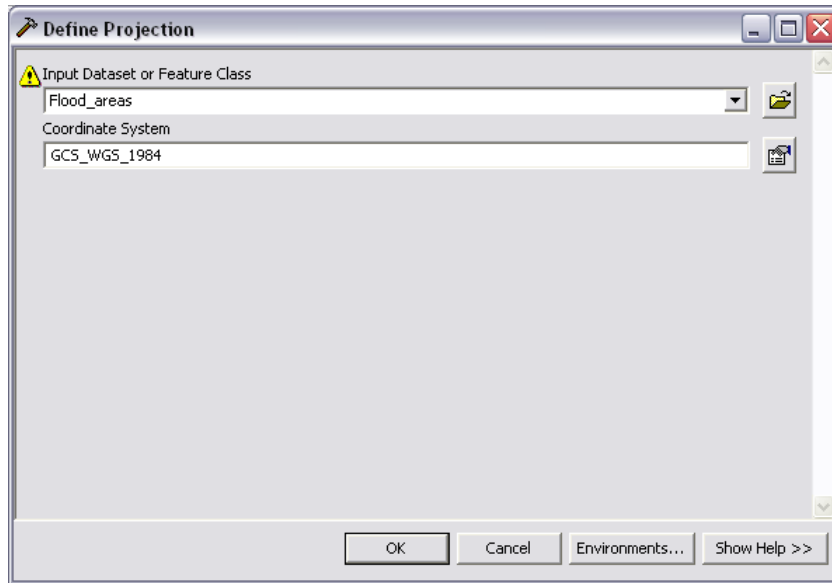 Define Projection
Input Dataset or Feature Class
Flood_areas
Coordinate System
GCS_WGS_1984
OK Cancel Environments... Show Help >>